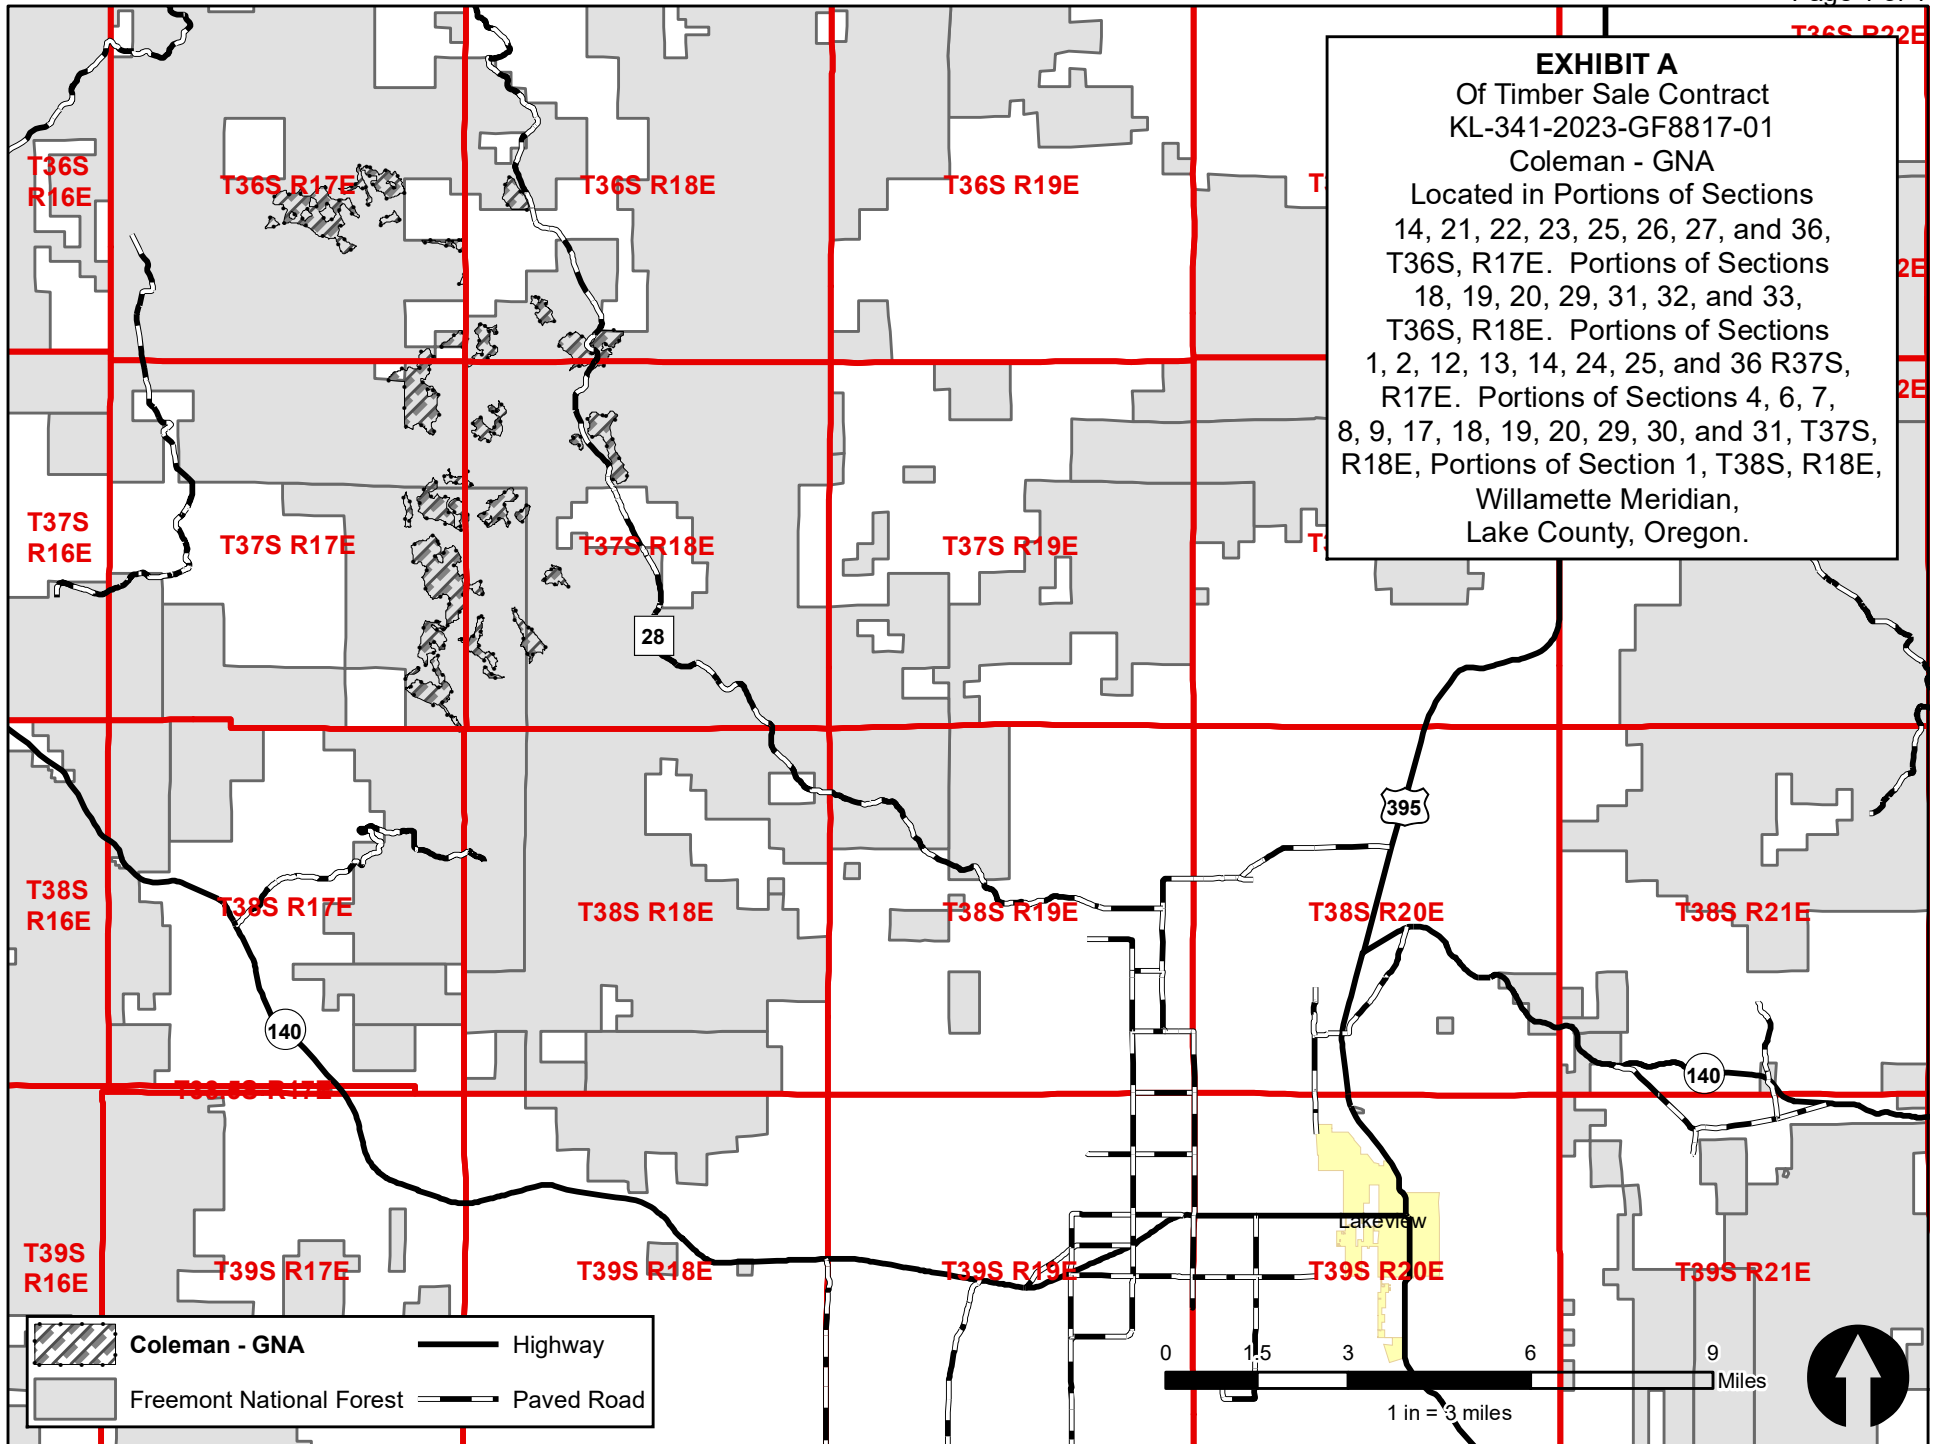 T36S R22E
EXHIBIT A
Of Timber Sale Contract
KL-341-2023-GF8817-01
Coleman - GNA
Located in Portions of Sections
14, 21, 22, 23, 25, 26, 27, and 36,
T36S, R17E. Portions of Sections
18, 19, 20, 29, 31, 32, and 33,
T36S, R18E. Portions of Sections
1, 2, 12, 13, 14, 24, 25, and 36 R37S,
R17E. Portions of Sections 4, 6, 7,
8, 9, 17, 18, 19, 20, 29, 30, and 31, T37S,
R18E, Portions of Section 1, T38S, R18E,
Willamette Meridian,
Lake County, Oregon.
T36S
R16E
T36S R17E
T36S R18E
T36S R19E
2E
2E
T37S
R16E
T37S R17E
T37S R18E
T37S R19E
28
395
T38S
R16E
T38S R17E
T38S R18E
T38S R19E
T38S R20E
T38S R21E
140
140
Lakeview
T39S
R16E
T39S R17E
T39S R18E
T39S R19E
T39S R20E
T39S R21E
Coleman - GNA
Highway
Freemont National Forest
Paved Road
0 1.5 3 6 9
Miles
1 in = 3 miles